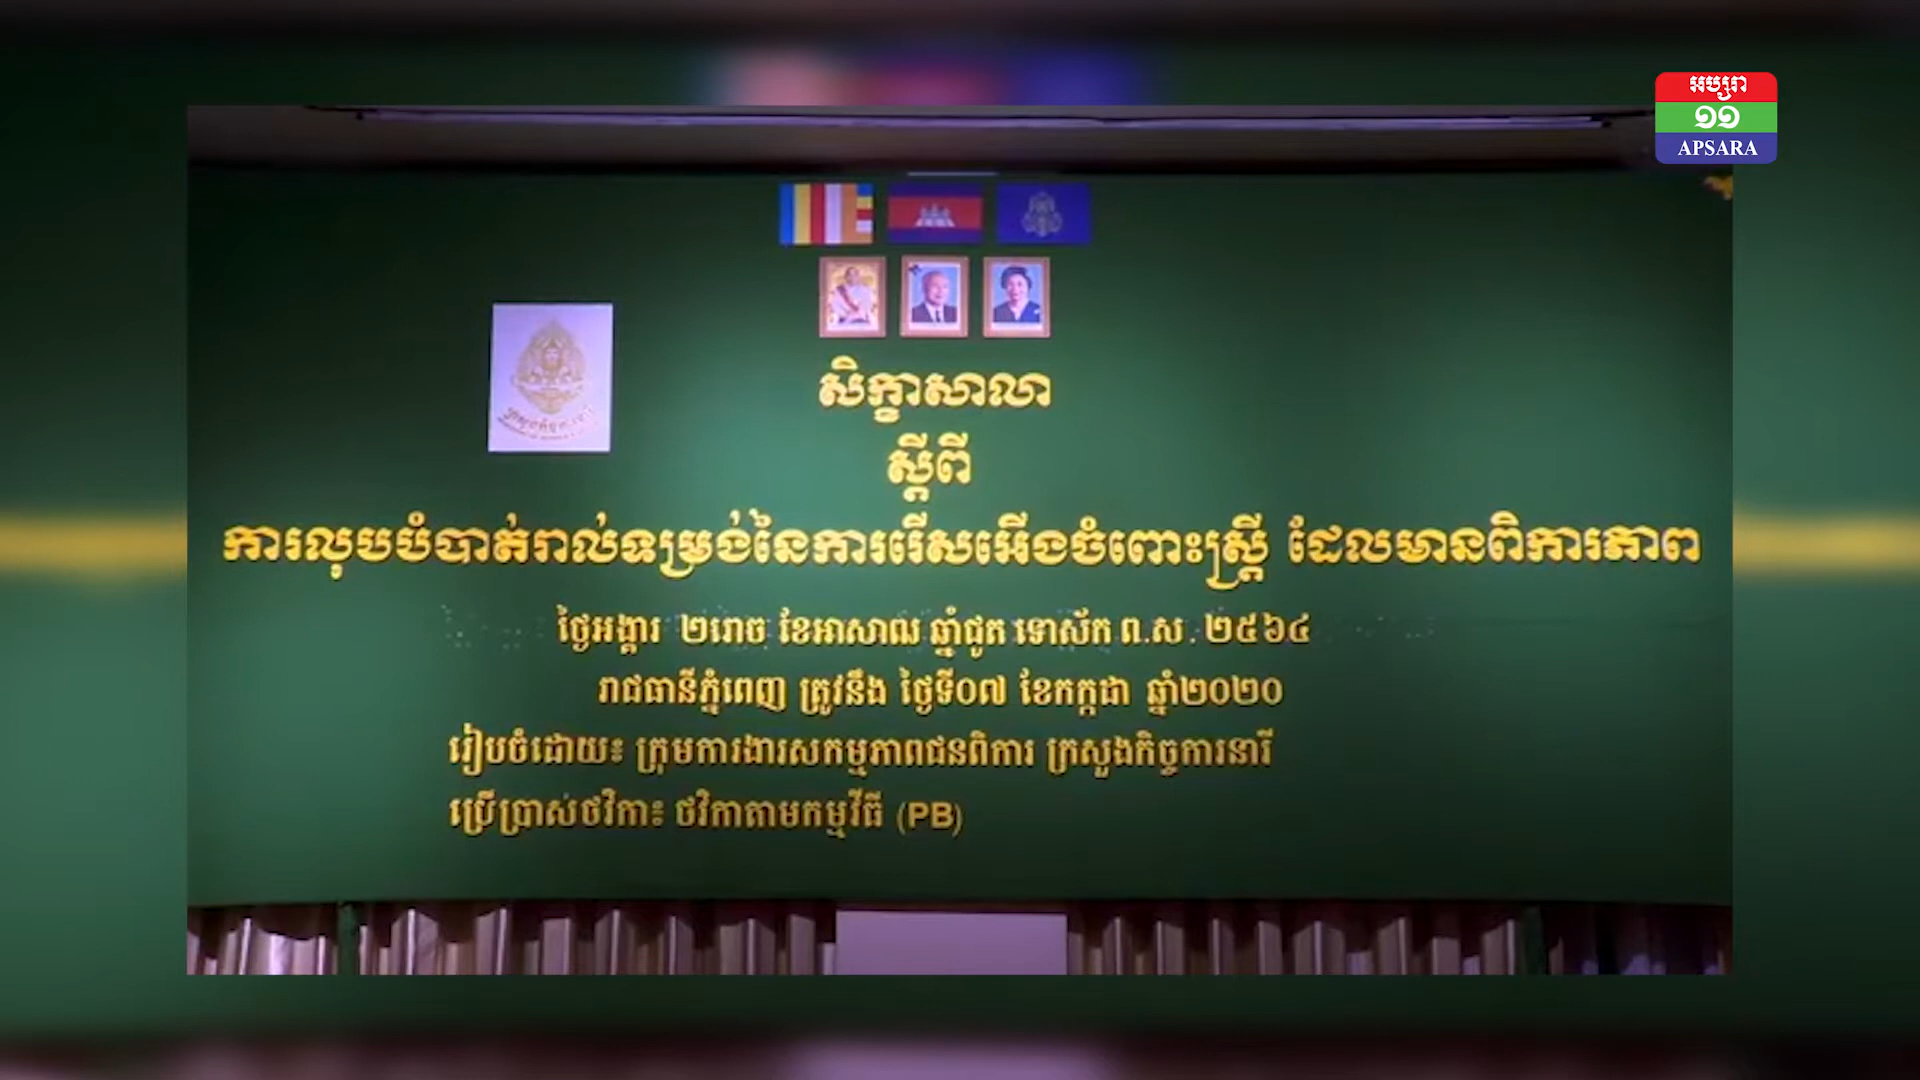 អប្សរា
១១
APSARA
សិក្ខាសាលា
ស្តីពី
ការលុបបំបាត់រាល់ទម្រង់នៃការរើសអើងចំពោះស្ត្រី ដែលមានពិការភាព
ថ្ងៃអង្គារ ២រោច ខែអាសាឍ ឆ្នាំជូត ទោស័ក ព.ស. ២៥៦៤
រាជធានីភ្នំពេញ ត្រូវនឹង ថ្ងៃទី០៧ ខែកក្កដា ឆ្នាំ២០២០
រៀបចំដោយ៖ ក្រុមការងារសកម្មភាពជនពិការ ក្រសួងកិច្ចការនារី
ប្រើប្រាស់ថវិកា៖ ថវិកាតាមកម្មវិធី (PB)